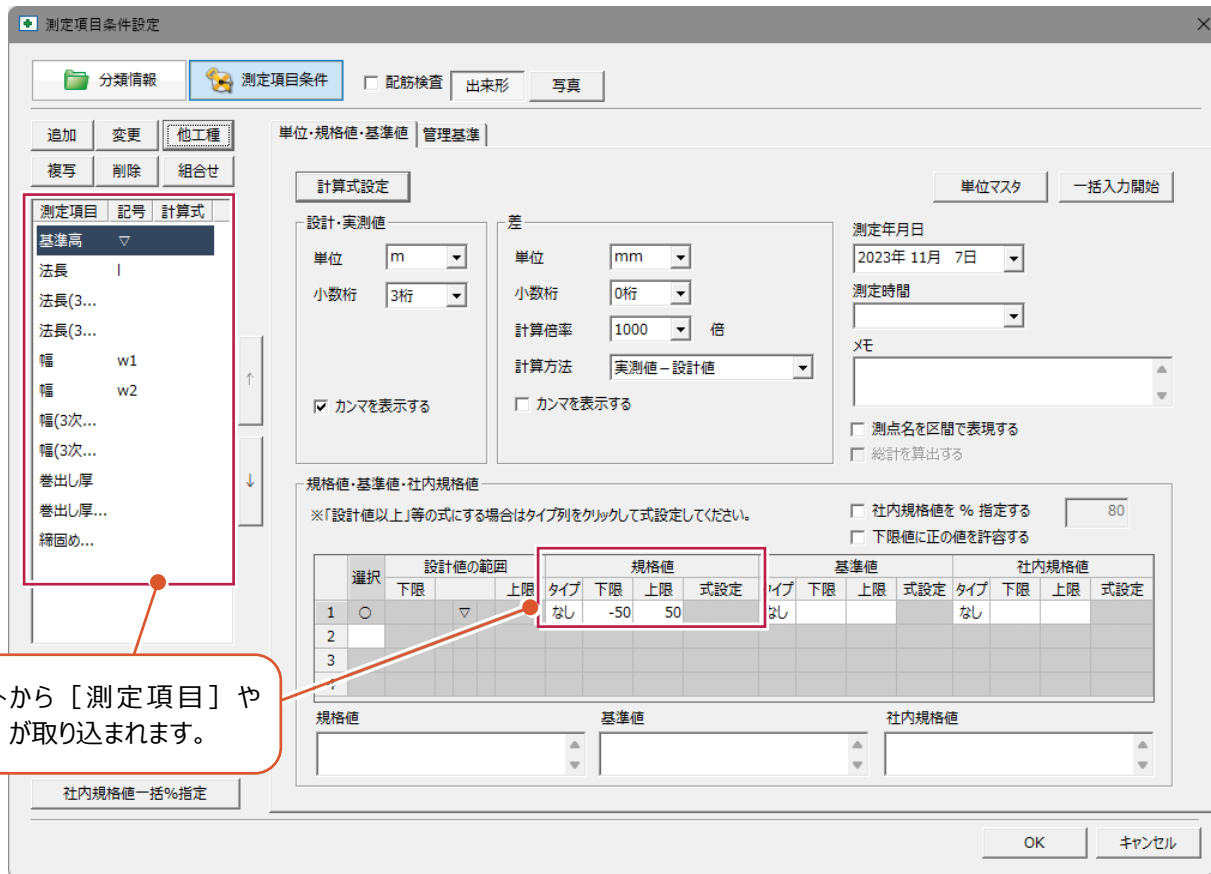 測定項目条件設定
分類情報 測定項目条件 配筋検査 出来形 写真
追加 変更 他工種
複写 削除 組合せ
測定項目 記号 計算式
基準高 ▽
法長 l
法長(3...
法長(3...
幅 w1
幅 w2
幅(3次...
幅(3次...
巻出し厚
巻出し厚...
締固め...
↑
↓
トから［測定項目］や
が取り込まれます。
社内規格値一括%指定
単位・規格値・基準値 管理基準
計算式設定 単位マスタ 一括入力開始
設計・実測値
単位 m
小数桁 3桁
カンマを表示する
差
単位 mm
小数桁 0桁
計算倍率 1000 倍
計算方法 実測値－設計値
カンマを表示する
測定年月日
2023年 11月 7日
測定時間
メモ
測点名を区間で表現する
総計を算出する
規格値・基準値・社内規格値
※「設計値以上」等の式にする場合はタイプ列をクリックして式設定してください。
社内規格値を % 指定する 80
下限値に正の値を許容する
選択 設計値の範囲 規格値 基準値 社内規格値
下限 上限 タイプ 下限 上限 式設定 タイプ 下限 上限 式設定 タイプ 下限 上限 式設定
1 ○ ▽ なし -50 50 なし なし
2
3
規格値 基準値 社内規格値
OK キャンセル